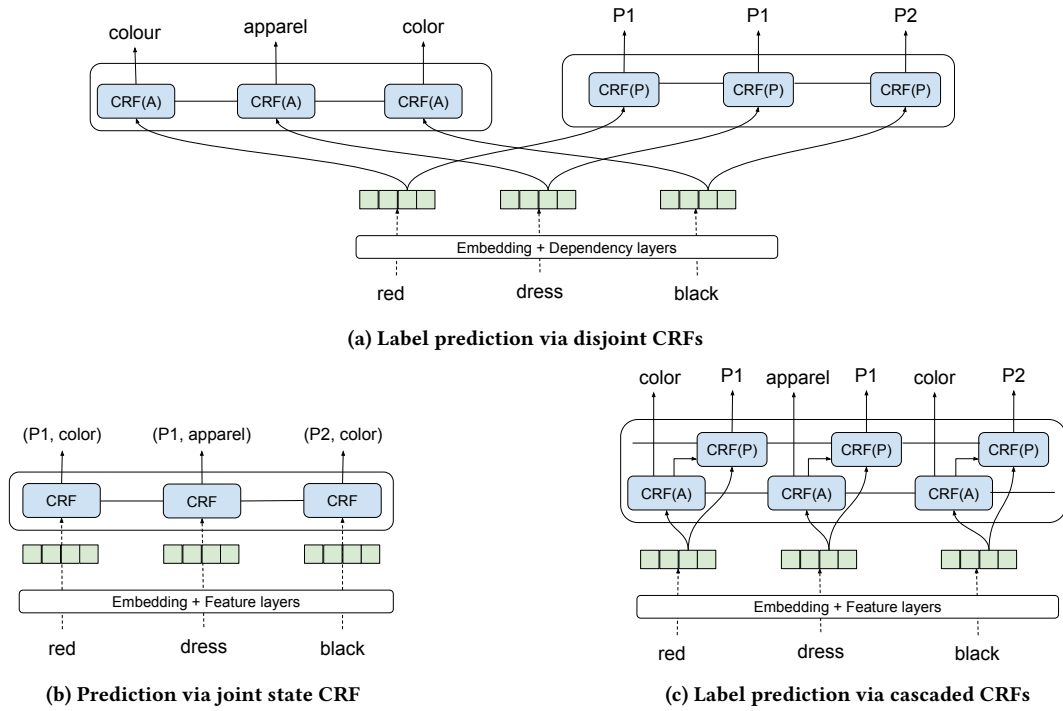 colour apparel color P1 P1 P2
CRF(A) CRF(A) CRF(A) CRF(P) CRF(P) CRF(P)
Embedding + Dependency layers
red dress black
(a) Label prediction via disjoint CRFs
(P1, color) (P1, apparel) (P2, color)
CRF CRF CRF
Embedding + Feature layers
red dress black
(b) Prediction via joint state CRF
color P1 apparel P1 color P2
CRF(P) CRF(P) CRF(P)
CRF(A) CRF(A) CRF(A)
Embedding + Feature layers
red dress black
(c) Label prediction via cascaded CRFs